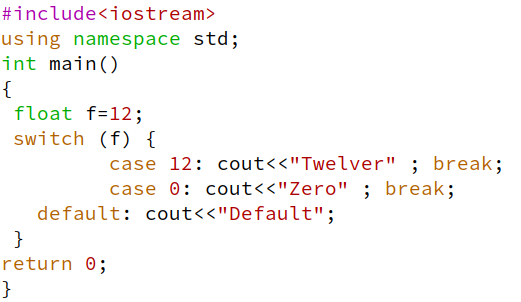 #include<iostream>
using namespace std;
int main()
{
 float f=12;
 switch (f) {
         case 12: cout<<"Twelver" ; break;
         case 0: cout<<"Zero" ; break;
   default: cout<<"Default";
 }
return 0;
}